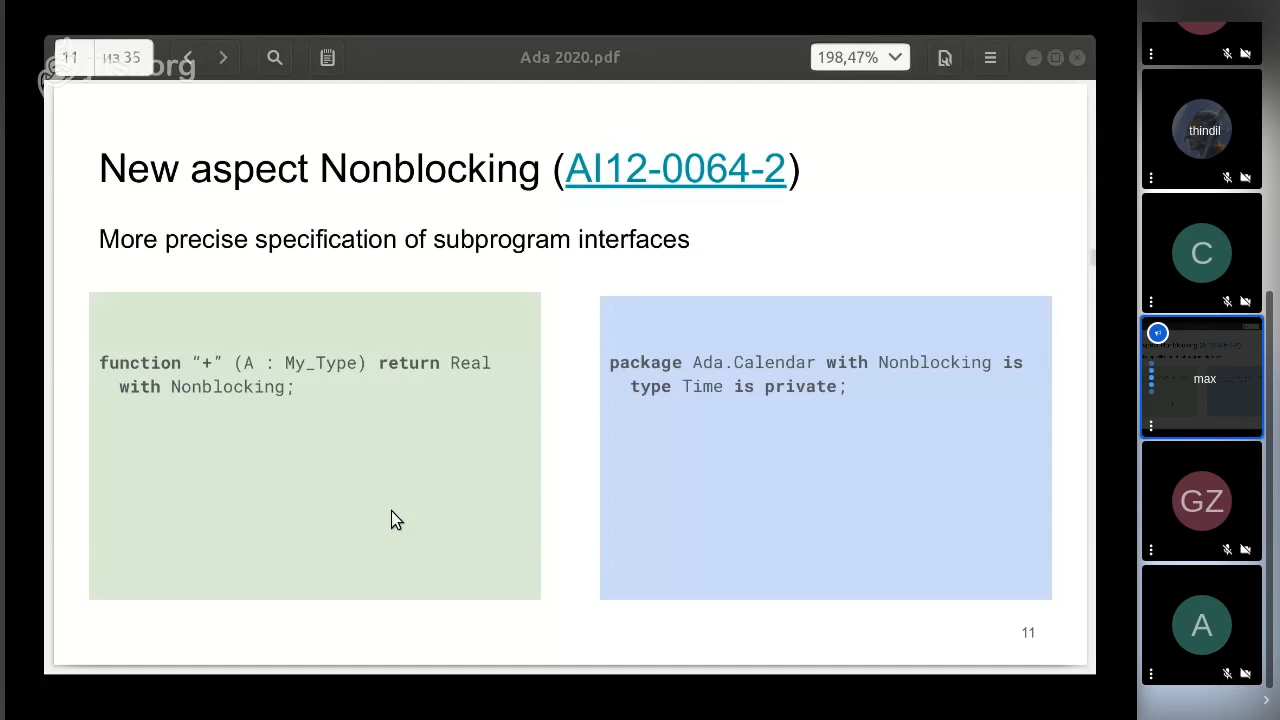 11 из 35
Ada 2020.pdf
198,47%
New aspect Nonblocking (AI12-0064-2)
More precise specification of subprogram interfaces
function “+” (A : My_Type) return Real
with Nonblocking;
package Ada.Calendar with Nonblocking is
type Time is private;
11
thindil
C
max
GZ
A